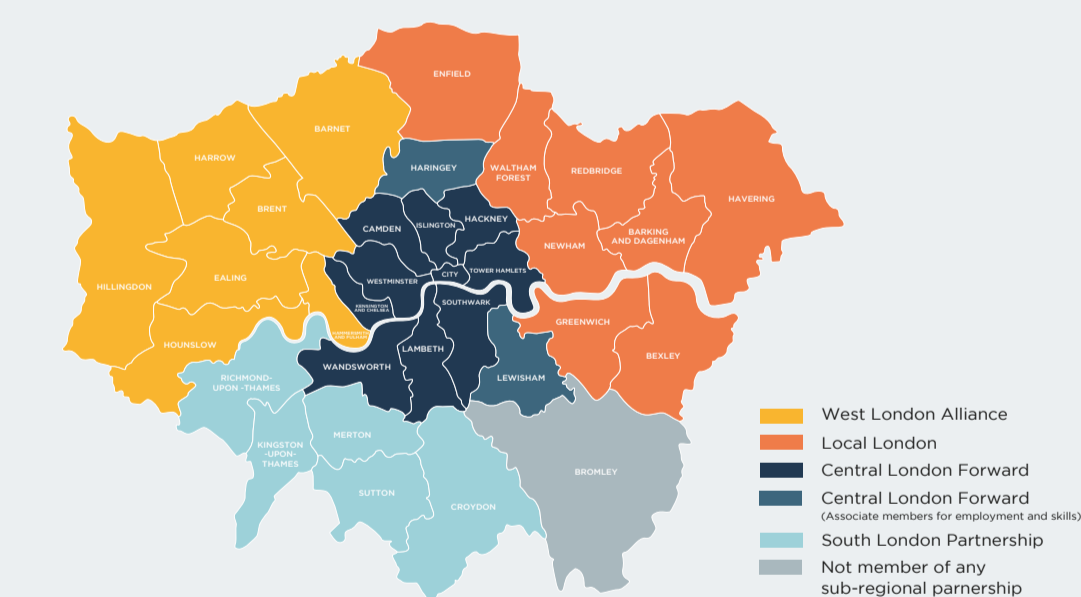 ENFIELD
BARNET
HARROW
HARINGEY
WALTHAM
FOREST
REDBRIDGE
HAVERING
BRENT
CAMDEN
ISLINGTON
HACKNEY
NEWHAM
BARKING
AND DAGENHAM
HILLINGDON
EALING
WESTMINSTER
CITY
TOWER HAMLETS
KENSINGTON
AND CHELSEA
SOUTHWARK
GREENWICH
HOUNSLOW
HAMMERSMITH
AND FULHAM
LAMBETH
BEXLEY
WANDSWORTH
LEWISHAM
RICHMOND-
UPON -THAMES
MERTON
KINGSTON
-UPON-
THAMES
BROMLEY
SUTTON
CROYDON
West London Alliance
Local London
Central London Forward
Central London Forward
(Associate members for employment and skills)
South London Partnership
Not member of any
sub-regional parnership